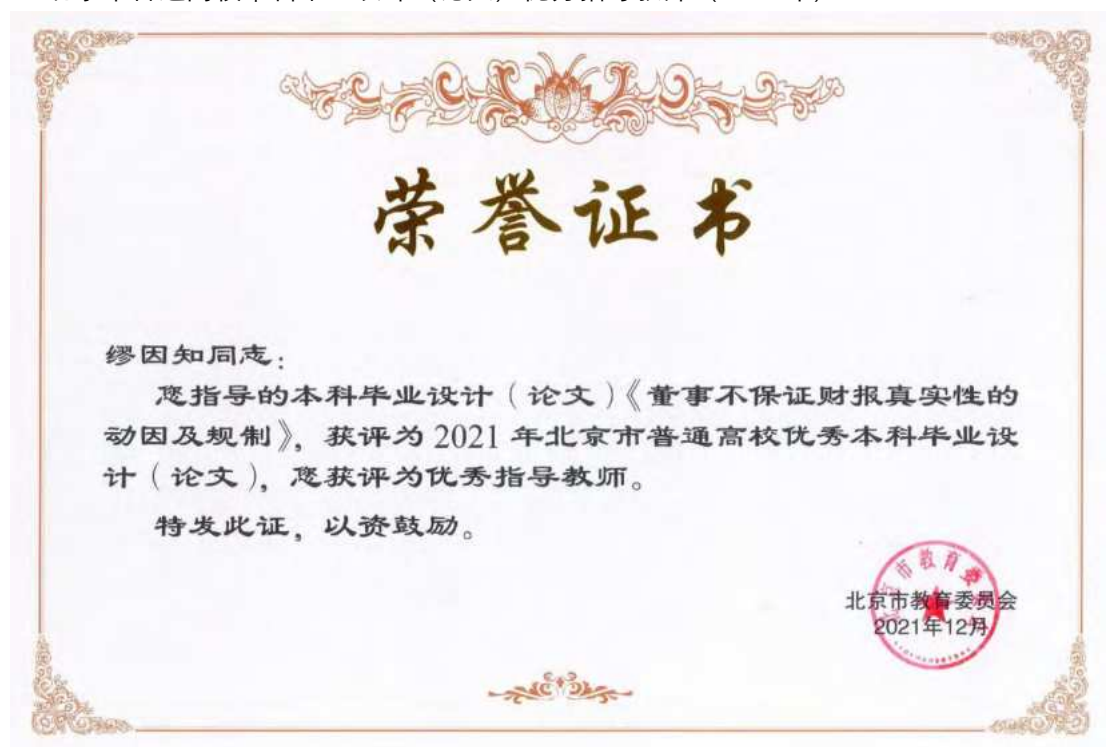 荣誉证书
缪因知同志：
您指导的本科毕业设计（论文）《董事不保证财报真实性的
动因及规制》，获评为 2021 年北京市普通高校优秀本科毕业设
计（论文），您获评为优秀指导教师。
特发此证，以资鼓励。
北京市教育委员会
2021年12月